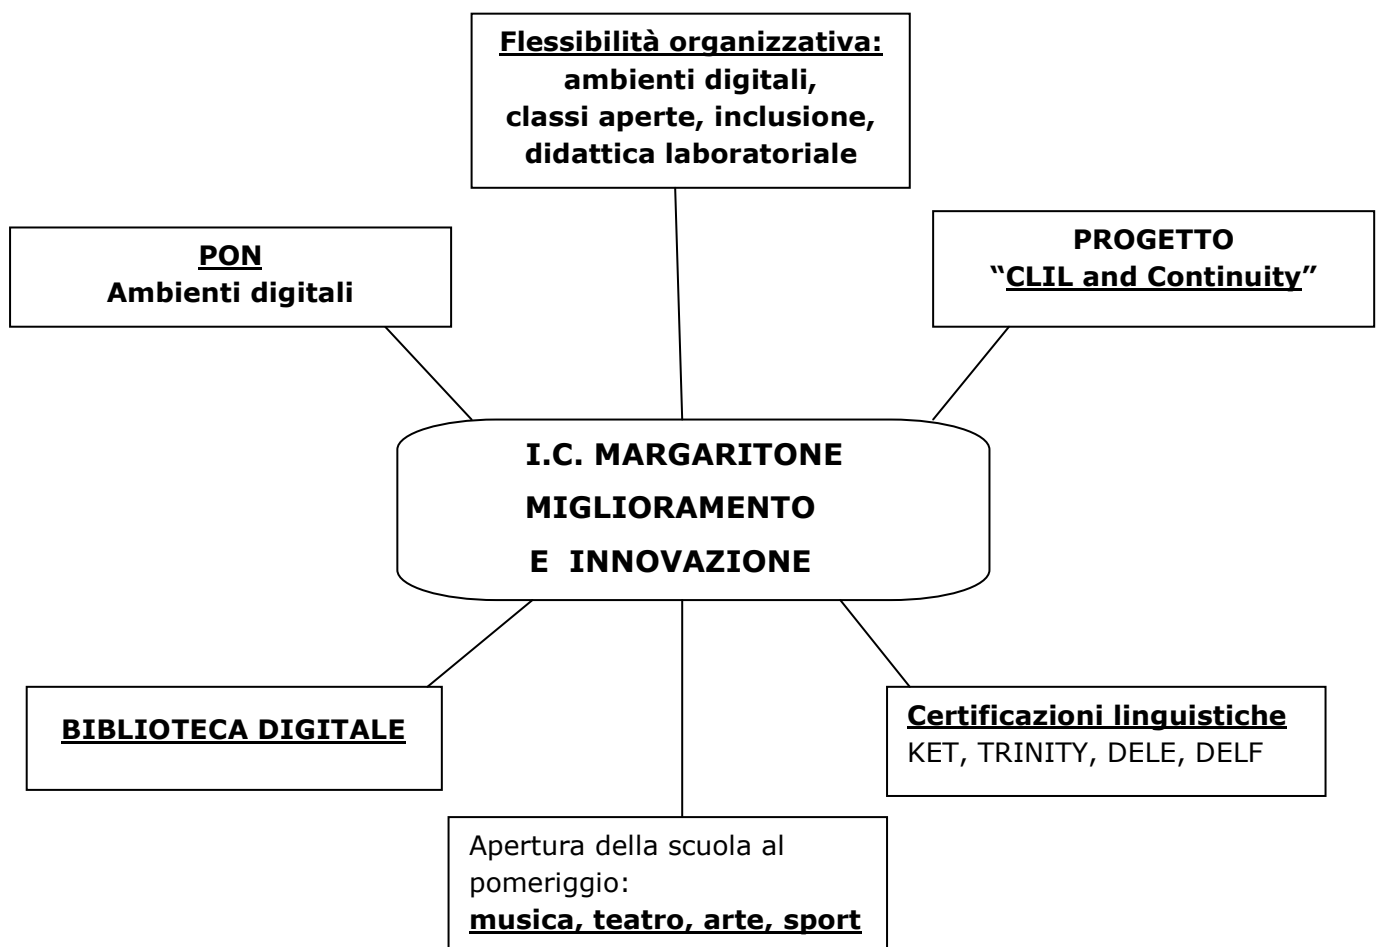 Flessibilità organizzativa:
ambienti digitali,
classi aperte, inclusione,
didattica laboratoriale
PON
Ambienti digitali
PROGETTO
“CLIL and Continuity”
I.C. MARGARITONE
MIGLIORAMENTO
E INNOVAZIONE
BIBLIOTECA DIGITALE
Certificazioni linguistiche
KET, TRINITY, DELE, DELF
Apertura della scuola al
pomeriggio:
musica, teatro, arte, sport